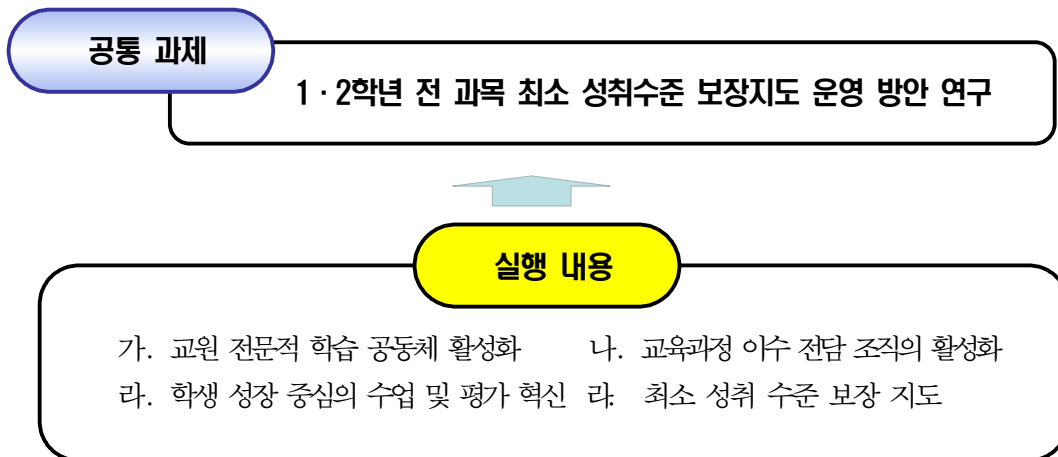 공통 과제
1·2학년 전 과목 최소 성취수준 보장지도 운영 방안 연구
실행 내용
가. 교원 전문적 학습 공동체 활성화 나. 교육과정 이수 전담 조직의 활성화
라. 학생 성장 중심의 수업 및 평가 혁신 라. 최소 성취 수준 보장 지도